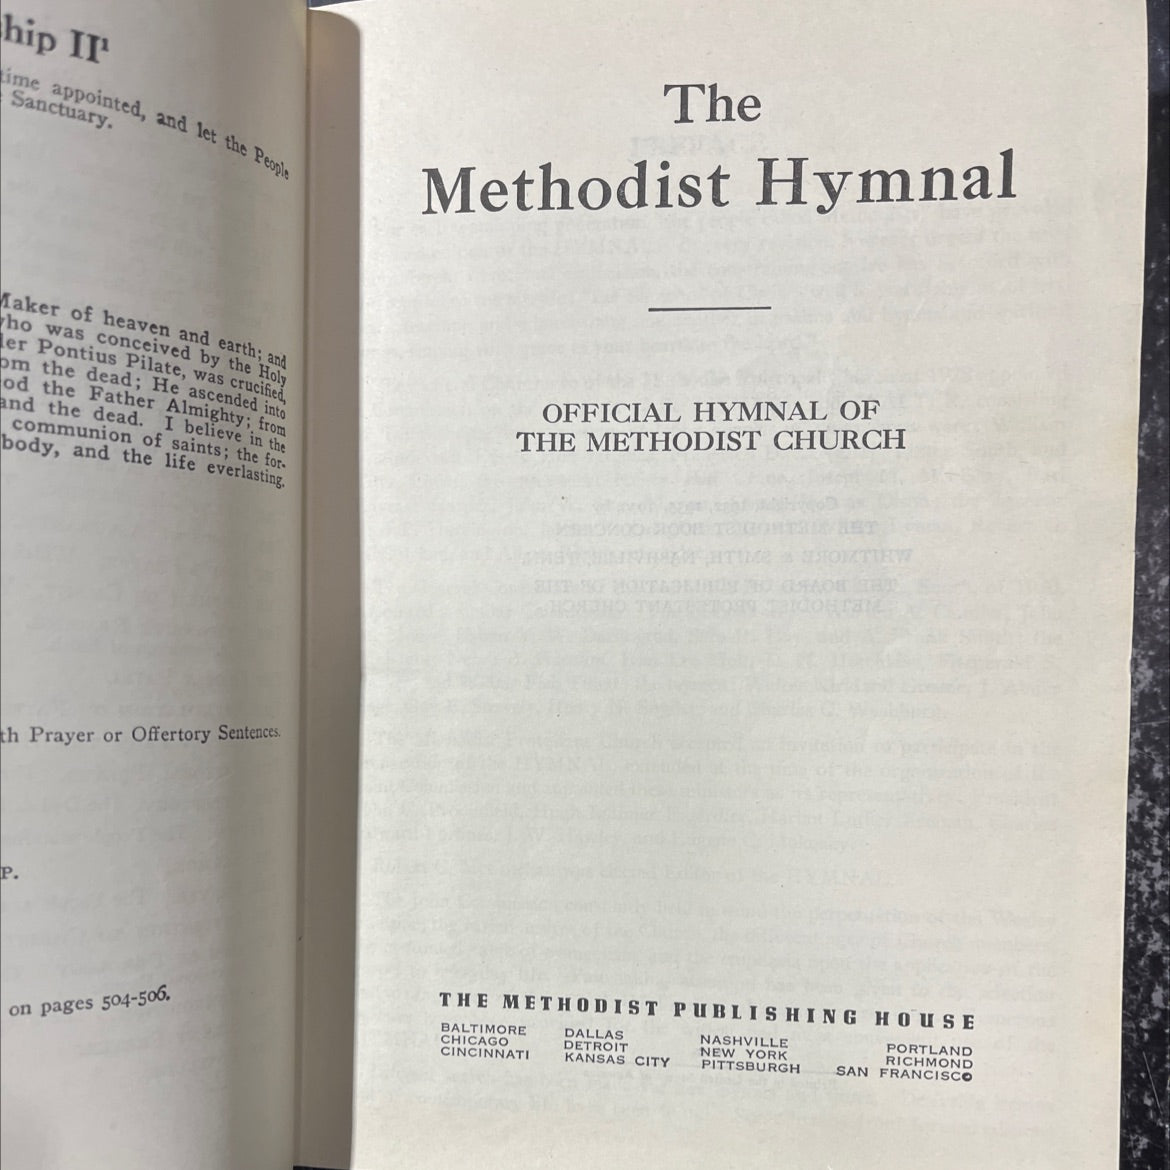 ship II¹
time appointed, and let the People
Sanctuary.
Maker of heaven and earth; and
who was conceived by the Holy
der Pontius Pilate, was crucified,
om the dead; He ascended into
od the Father Almighty; from
and the dead. I believe in the
communion of saints; the for-
body, and the life everlasting.
th Prayer or Offertory Sentences.
P.
on pages 504-506.
The
Methodist Hymnal
OFFICIAL HYMNAL OF
THE METHODIST CHURCH
THE METHODIST PUBLISHING HOUSE
BALTIMORE DALLAS NASHVILLE PORTLAND
CHICAGO DETROIT NEW YORK RICHMOND
CINCINNATI KANSAS CITY PITTSBURGH SAN FRANCISCO